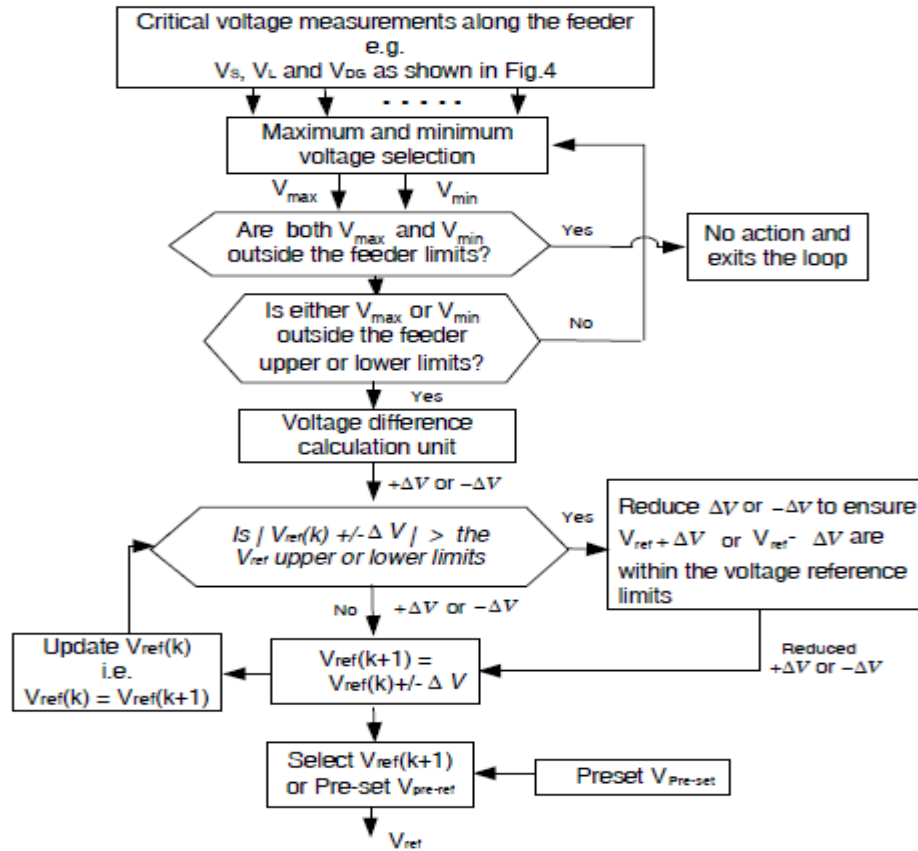 Critical voltage measurements along the feeder
e.g.
Vs, VL and VDG as shown in Fig.4
Maximum and minimum
voltage selection
Vmax
Vmin
Are both Vmax and Vmin
outside the feeder limits?
Yes
No action and
exits the loop
Is either Vmax or Vmin
outside the feeder
upper or lower limits?
No
Yes
Voltage difference
calculation unit
+ΔV or −ΔV
Is | Vref(k) +/-Δ V | > the
Vref upper or lower limits
Yes
Reduce ΔV or −ΔV to ensure
Vref + ΔV or Vref - ΔV are
within the voltage reference
limits
No
+ΔV or −ΔV
Reduced
+ΔV or −ΔV
Update Vref(k)
i.e.
Vref(k) = Vref(k+1)
Vref(k+1) =
Vref(k)+/-Δ V
Select Vref(k+1)
or Pre-set Vpre-ref
Preset VPre-set
Vref